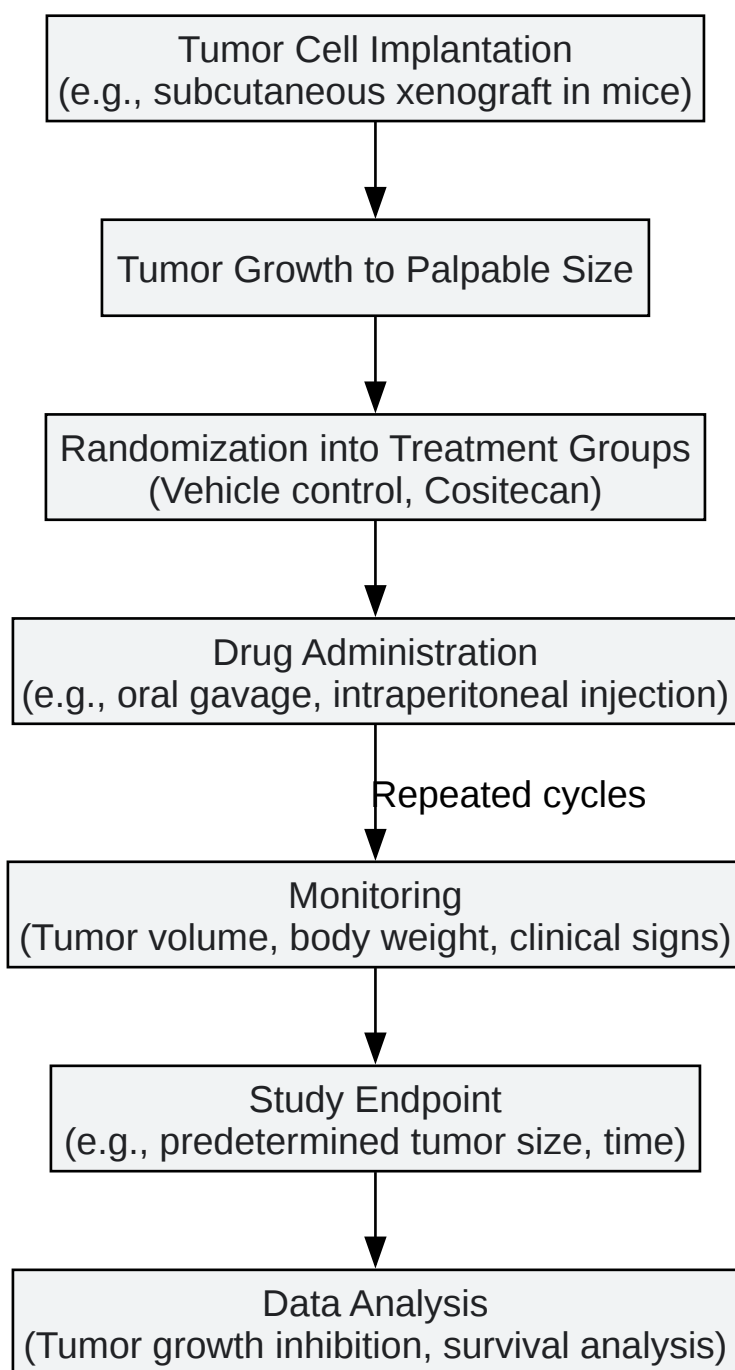 Tumor Cell Implantation
(e.g., subcutaneous xenograft in mice)
Tumor Growth to Palpable Size
Randomization into Treatment Groups
(Vehicle control, Cositecan)
Drug Administration
(e.g., oral gavage, intraperitoneal injection)
Repeated cycles
Monitoring
(Tumor volume, body weight, clinical signs)
Study Endpoint
(e.g., predetermined tumor size, time)
Data Analysis
(Tumor growth inhibition, survival analysis)